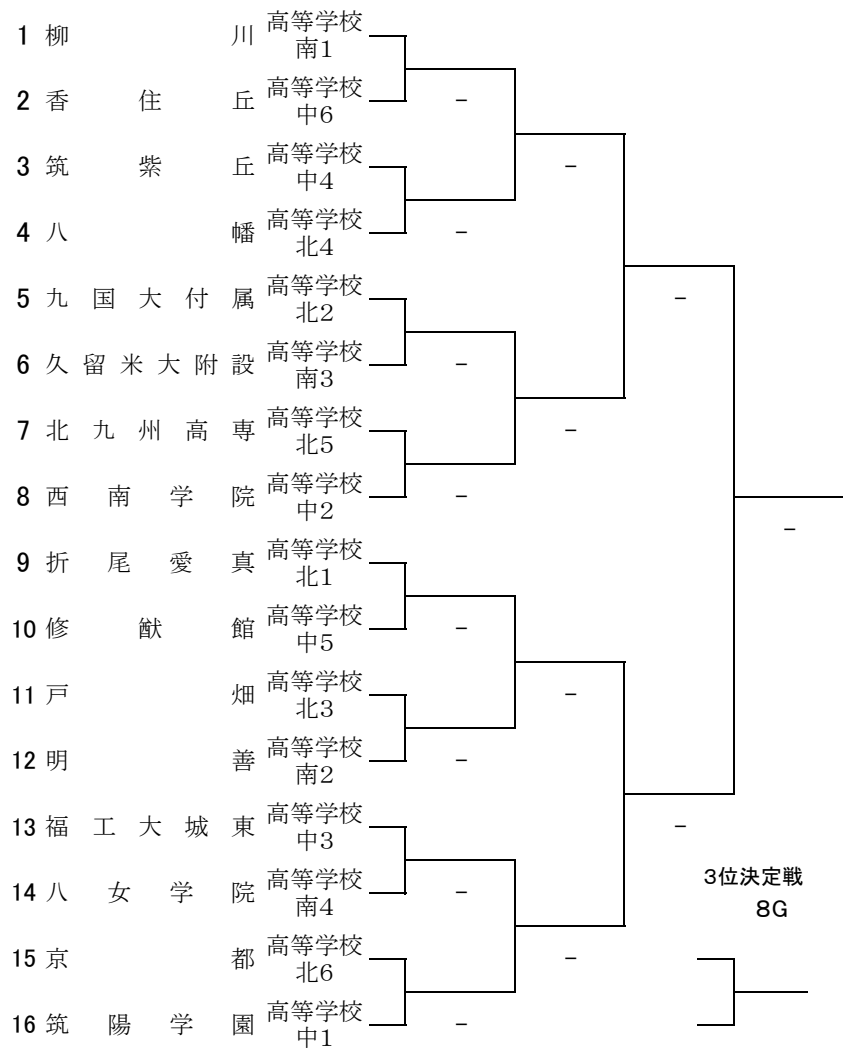 1 柳川 高等学校 南1
2 香住丘 高等学校 中6
-
3 筑紫丘 高等学校 中4
-
4 八幡 高等学校 北4
-
5 九国大付属 高等学校 北2
-
6 久留米大附設 高等学校 南3
-
7 北九州高専 高等学校 北5
-
8 西南学院 高等学校 中2
-
-
9 折尾愛真 高等学校 北1
10 修猷館 高等学校 中5
-
11 戸畑 高等学校 北3
-
12 明善 高等学校 南2
-
13 福工大城東 高等学校 中3
-
14 八女学院 高等学校 南4
-
3位決定戦
8G
15 京都 高等学校 北6
-
16 筑陽学園 高等学校 中1
-